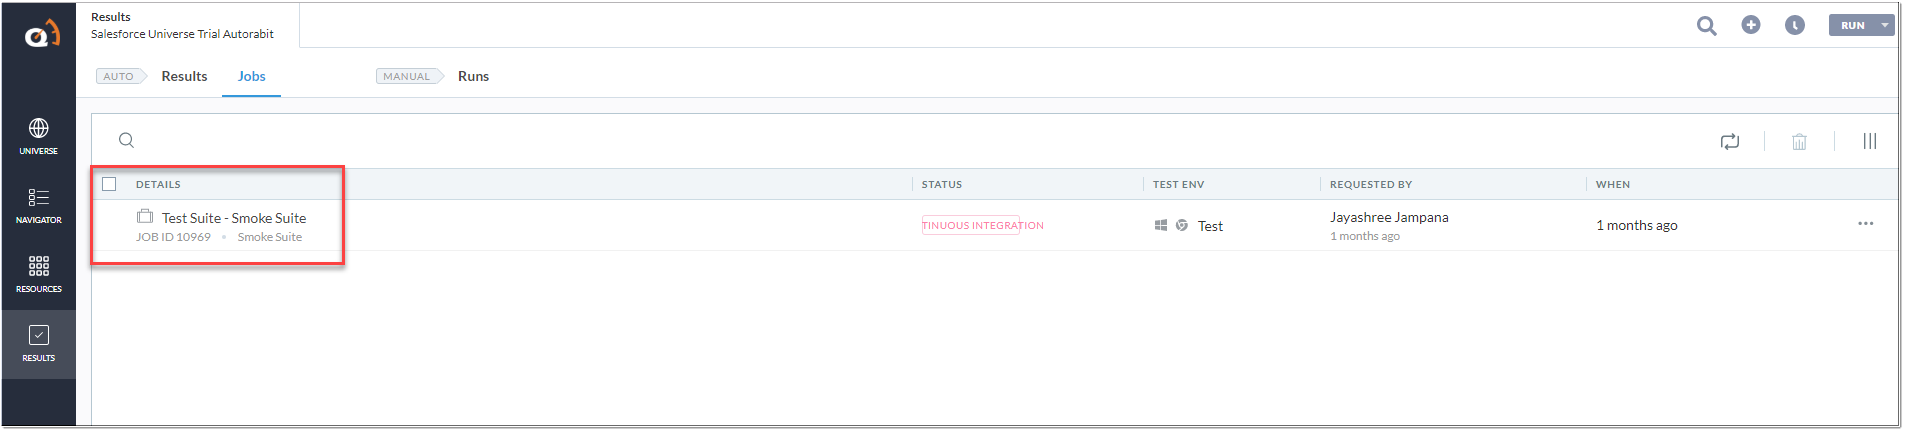 Results
Salesforce Universe Trial Autorabit
RUN
AUTO Results Jobs MANUAL Runs
UNIVERSE
NAVIGATOR
RESOURCES
RESULTS
DETAILS STATUS TEST ENV REQUESTED BY WHEN
Test Suite - Smoke Suite TINUOUS INTEGRATION Test Jayashree Jampana 1 months ago
JOB ID 10969 Smoke Suite 1 months ago